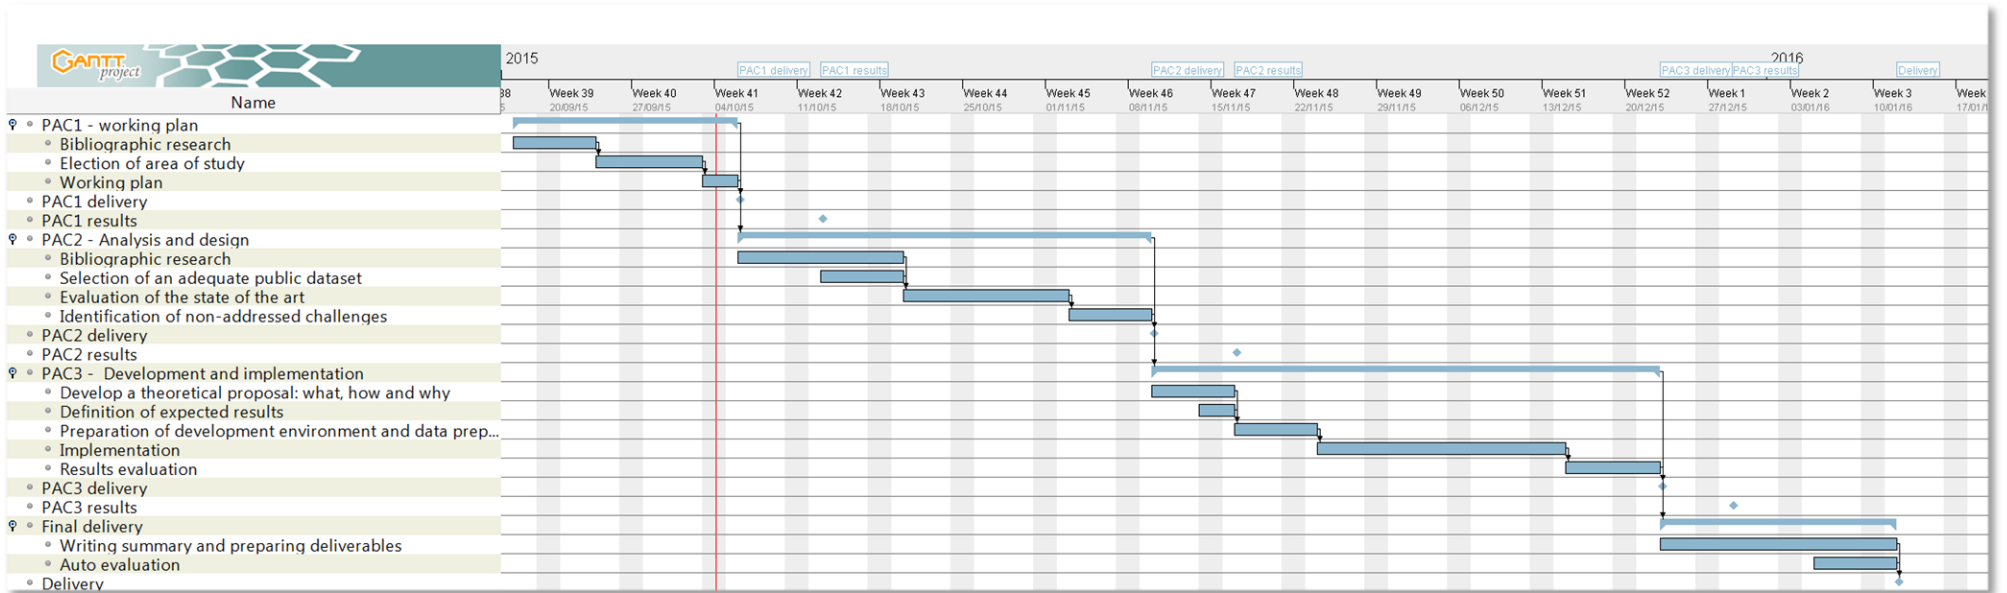 GANTT
project
2015
2016
PAC1 delivery PAC1 results PAC2 delivery PAC2 results PAC3 delivery PAC3 results Delivery
Name
38 Week 39 Week 40 Week 41 Week 42 Week 43 Week 44 Week 45 Week 46 Week 47 Week 48 Week 49 Week 50 Week 51 Week 52 Week 1 Week 2 Week 3 Week
5 20/09/15 27/09/15 04/10/15 11/10/15 18/10/15 25/10/15 01/11/15 08/11/15 15/11/15 22/11/15 29/11/15 06/12/15 13/12/15 20/12/15 27/12/15 03/01/16 10/01/16 17/01/1
PAC1 - working plan
Bibliographic research
Election of area of study
Working plan
PAC1 delivery
PAC1 results
PAC2 - Analysis and design
Bibliographic research
Selection of an adequate public dataset
Evaluation of the state of the art
Identification of non-addressed challenges
PAC2 delivery
PAC2 results
PAC3 - Development and implementation
Develop a theoretical proposal: what, how and why
Definition of expected results
Preparation of development environment and data prep...
Implementation
Results evaluation
PAC3 delivery
PAC3 results
Final delivery
Writing summary and preparing deliverables
Auto evaluation
Delivery